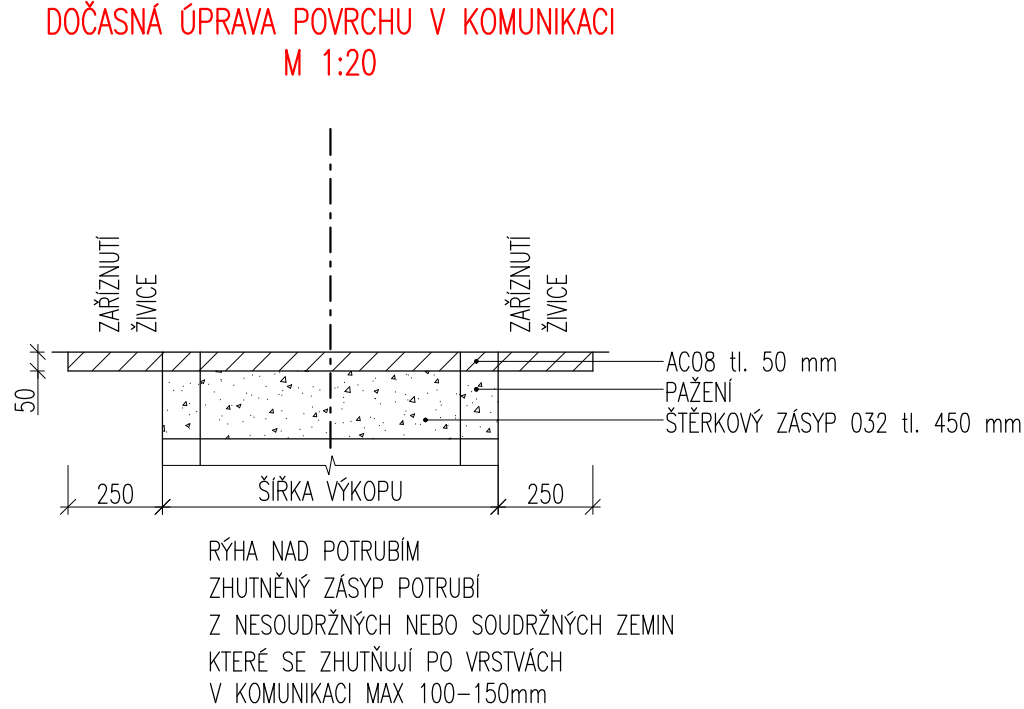 DOČASNÁ ÚPRAVA POVRCHU V KOMUNIKACI
M 1:20
ZAŘÍZNUTÍ
ŽIVICE
ZAŘÍZNUTÍ
ŽIVICE
50
AC08 tl. 50 mm
PAŽENÍ
ŠTĚRKOVÝ ZÁSYP 032 tl. 450 mm
250
ŠÍŘKA VÝKOPU
250
RÝHA NAD POTRUBÍM
ZHUTNĚNÝ ZÁSYP POTRUBÍ
Z NESOUDRŽNÝCH NEBO SOUDRŽNÝCH ZEMIN
KTERÉ SE ZHUTŇUJÍ PO VRSTVÁCH
V KOMUNIKACI MAX 100-150mm